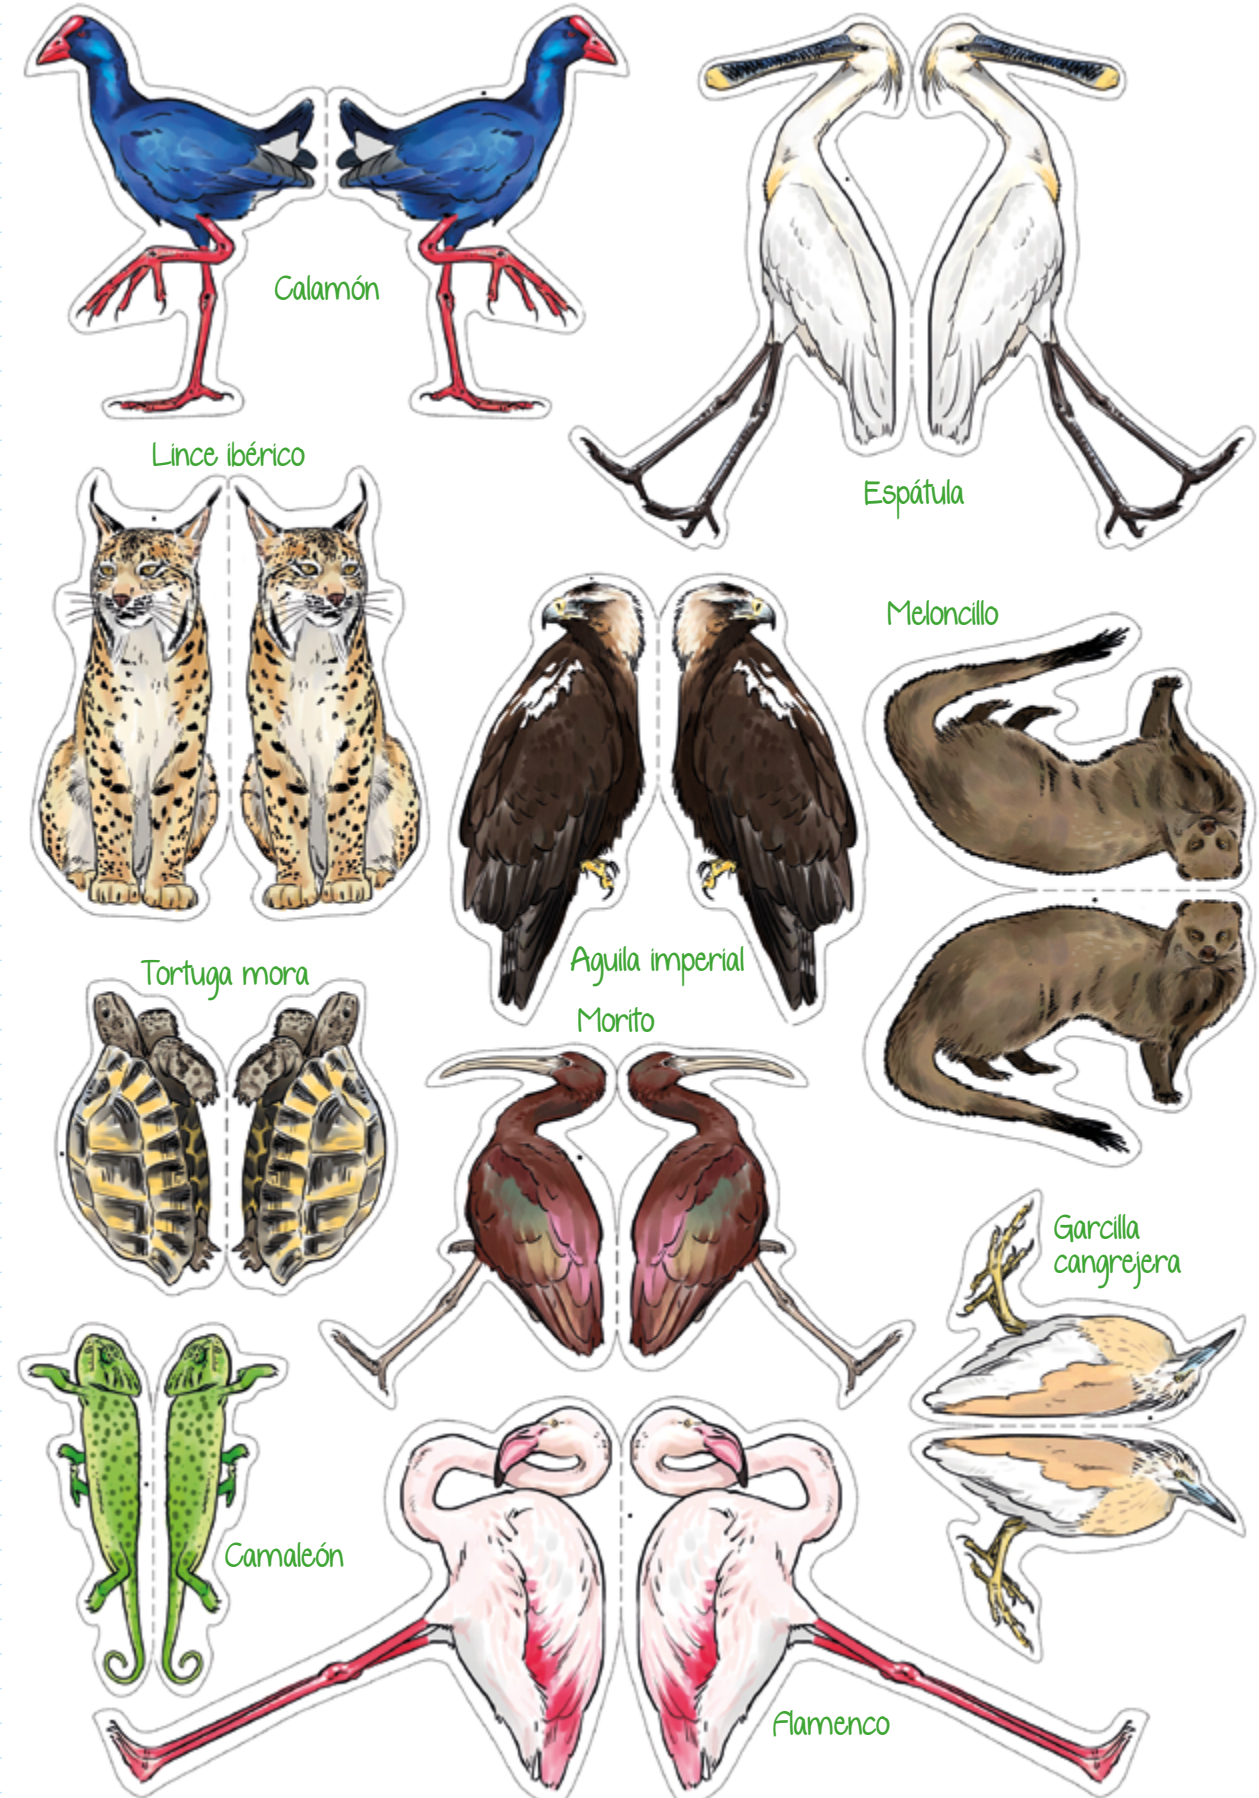 Calamón
Lince ibérico
Espátula
Meloncillo
Aguila imperial
Tortuga mora
Morito
Garcilla
cangrejera
Camaleón
Flamenco